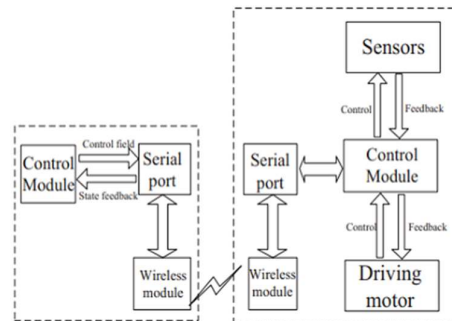 Control
Module
Control field
State feedback
Serial
port
Wireless
module
Sensors
Control
Feedback
Serial
port
Control
Module
Control
Feedback
Wireless
module
Driving
motor